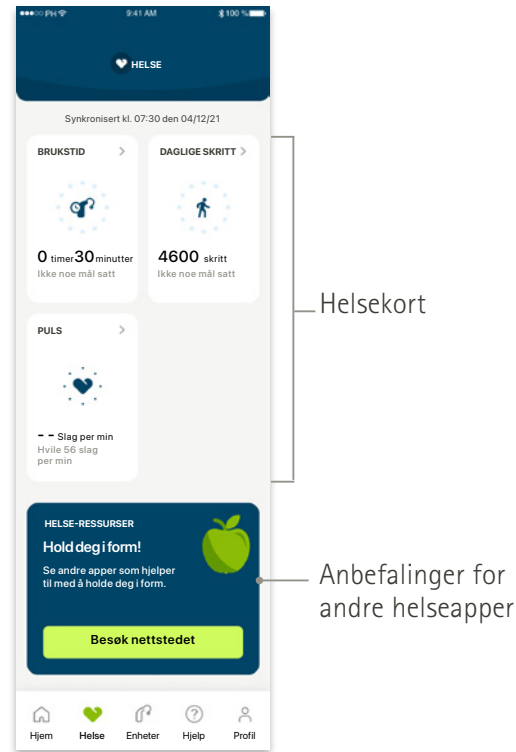 PH 9:41 AM 100 %
HELSE
Synkronisert kl. 07:30 den 04/12/21
BRUKSTID
0 timer 30 minutter
Ikke noe mål satt
DAGLIGE SKRITT
4600 skritt
Ikke noe mål satt
PULS
- - Slag per min
Hvile 56 slag
per min
Helsekort
HELSE-RESSURSER
Hold deg i form!
Se andre apper som hjelper
til med å holde deg i form.
Besøk nettstedet
Anbefalinger for
andre helseapper
Hjem Helse Enheter Hjelp Profil